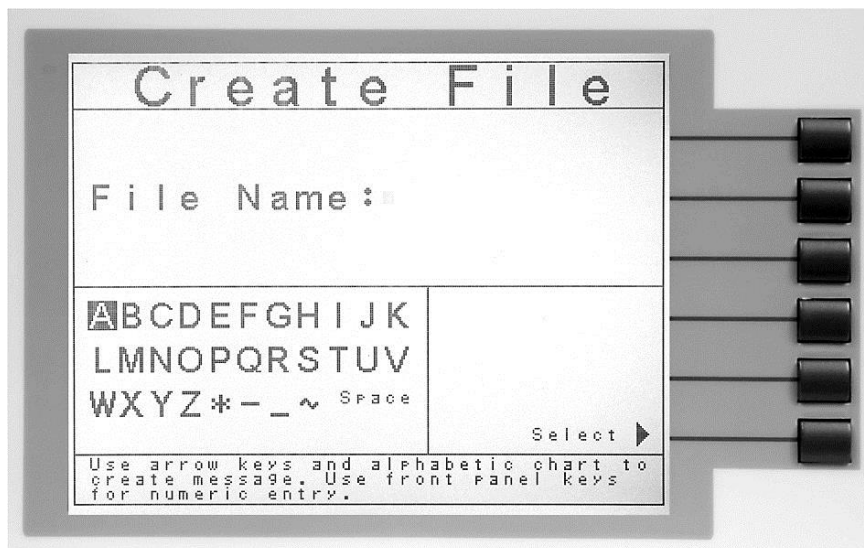 Create File
File Name:
ABCDEFGHIJK
LMNOPQRSTUV
WXYZ*-_~ Space
Select
Use arrow keys and alphabetic chart to
create message. Use front panel keys
for numeric entry.